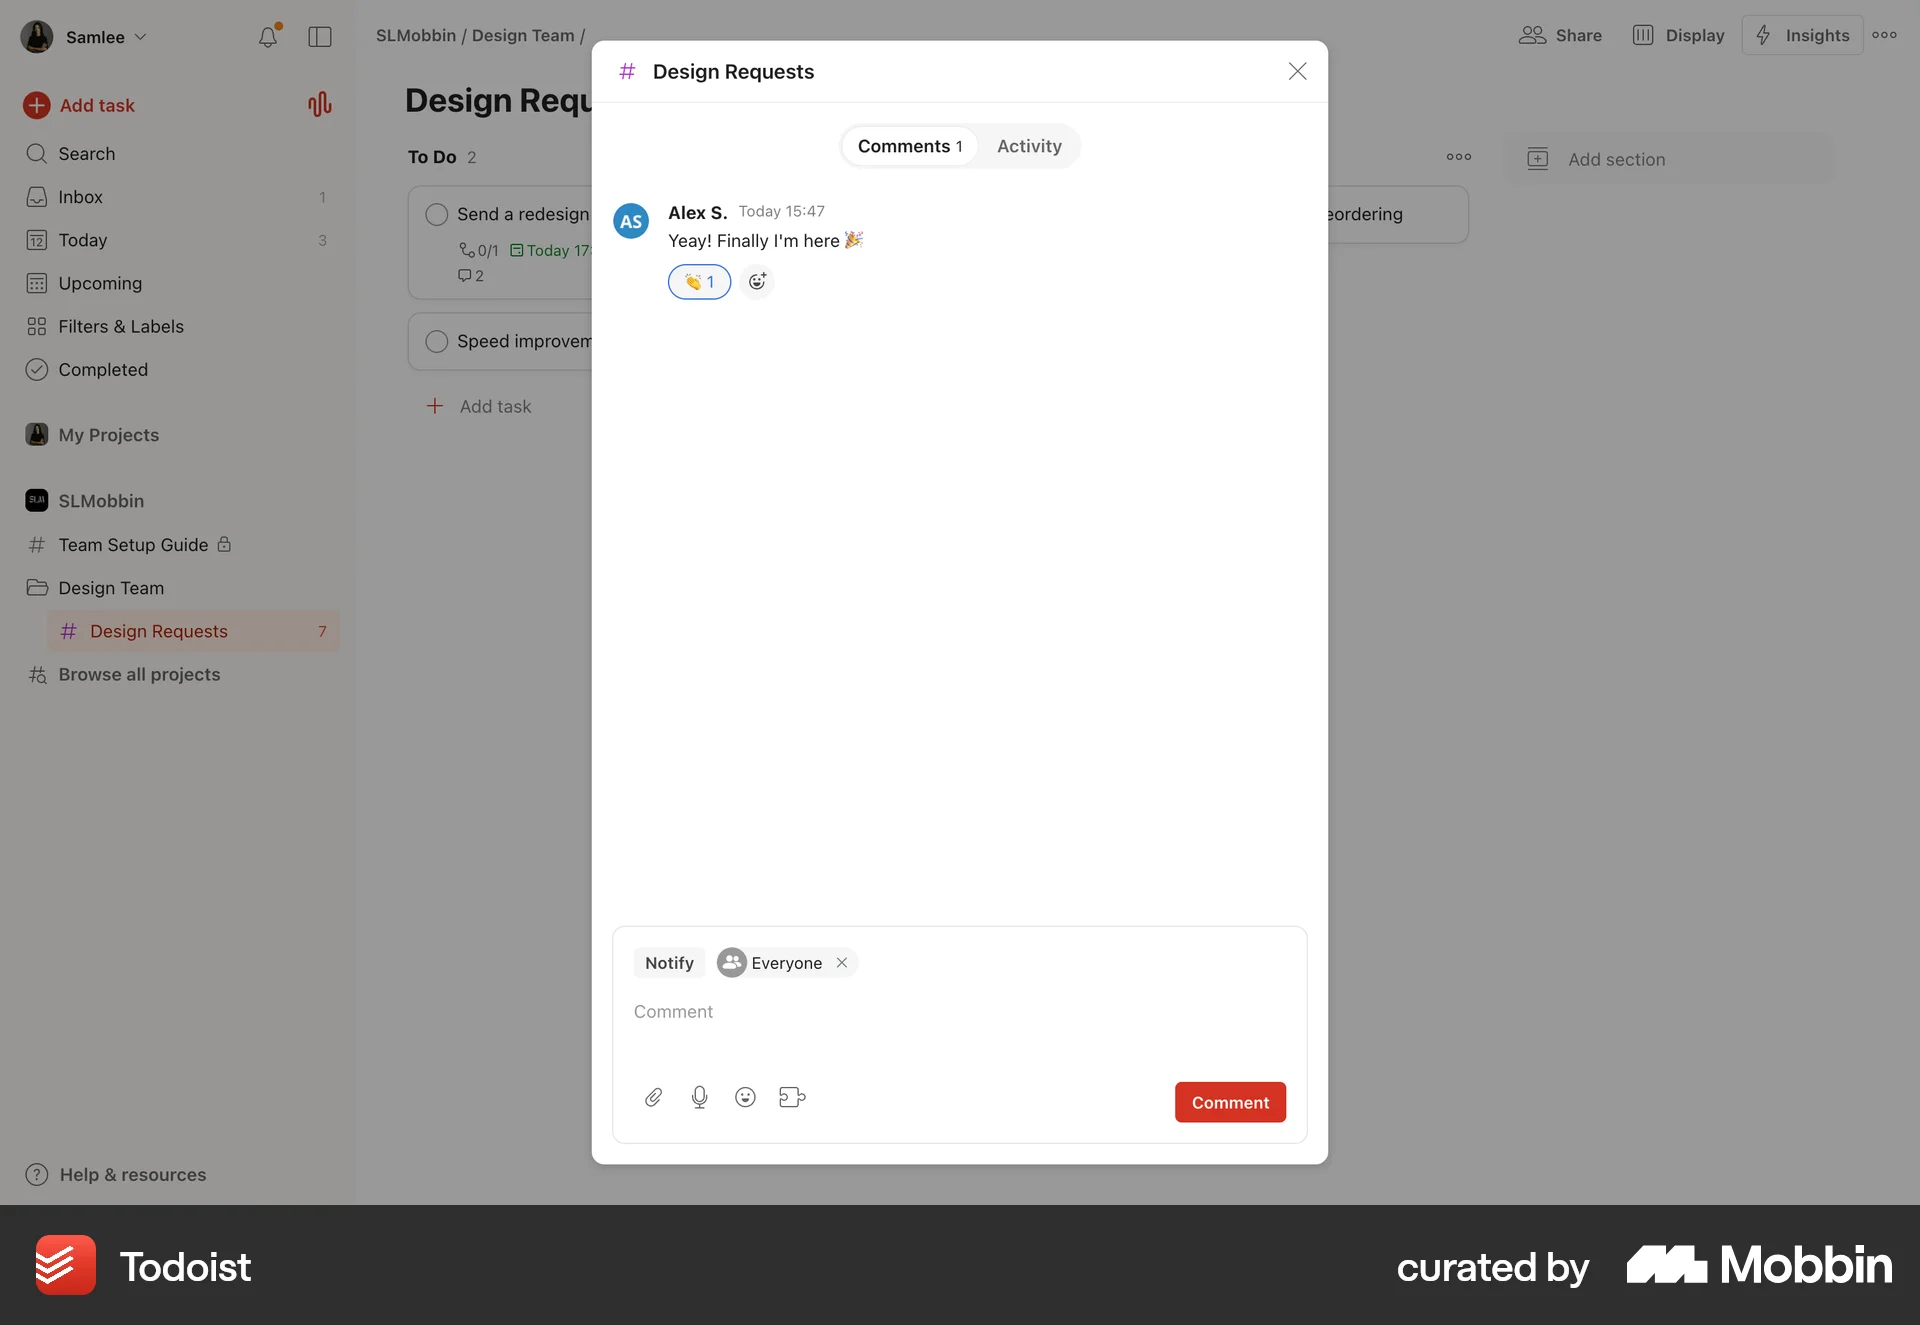 Samlee
Add task
Search
Inbox 1
12 Today 3
Upcoming
Filters & Labels
Completed
My Projects
SLM SLMobbin
# Team Setup Guide
Design Team
# Design Requests 7
Browse all projects
? Help & resources
SLMobbin / Design Team /
Share Display Insights
Design Requ
To Do 2
Send a redesign
0/1 Today 17:
2
Speed improvem
Add task
eordering
Add section
# Design Requests
Comments 1 Activity
AS Alex S. Today 15:47
Yeay! Finally I'm here 🎉
👏 1
Notify Everyone
Comment
Comment
Todoist
curated by Mobbin